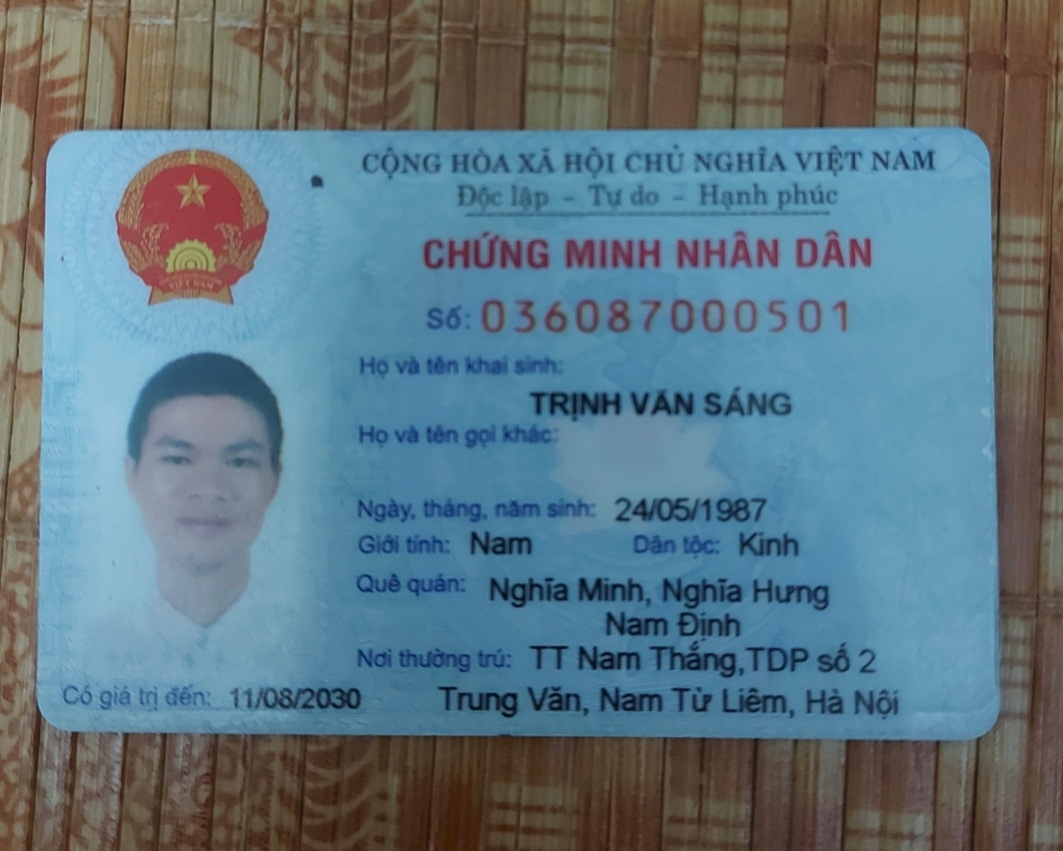 CỘNG HÒA XÃ HỘI CHỦ NGHĨA VIỆT NAM
Độc lập - Tự do - Hạnh phúc
CHỨNG MINH NHÂN DÂN
Số: 036087000501
Họ và tên khai sinh:
TRỊNH VĂN SÁNG
Họ và tên gọi khác:
Ngày, tháng, năm sinh: 24/05/1987
Giới tính: Nam Dân tộc: Kinh
Quê quán: Nghĩa Minh, Nghĩa Hưng
Nam Định
Nơi thường trú: TT Nam Thắng,TDP số 2
Trung Văn, Nam Từ Liêm, Hà Nội
Có giá trị đến: 11/08/2030
VIỆT NAM